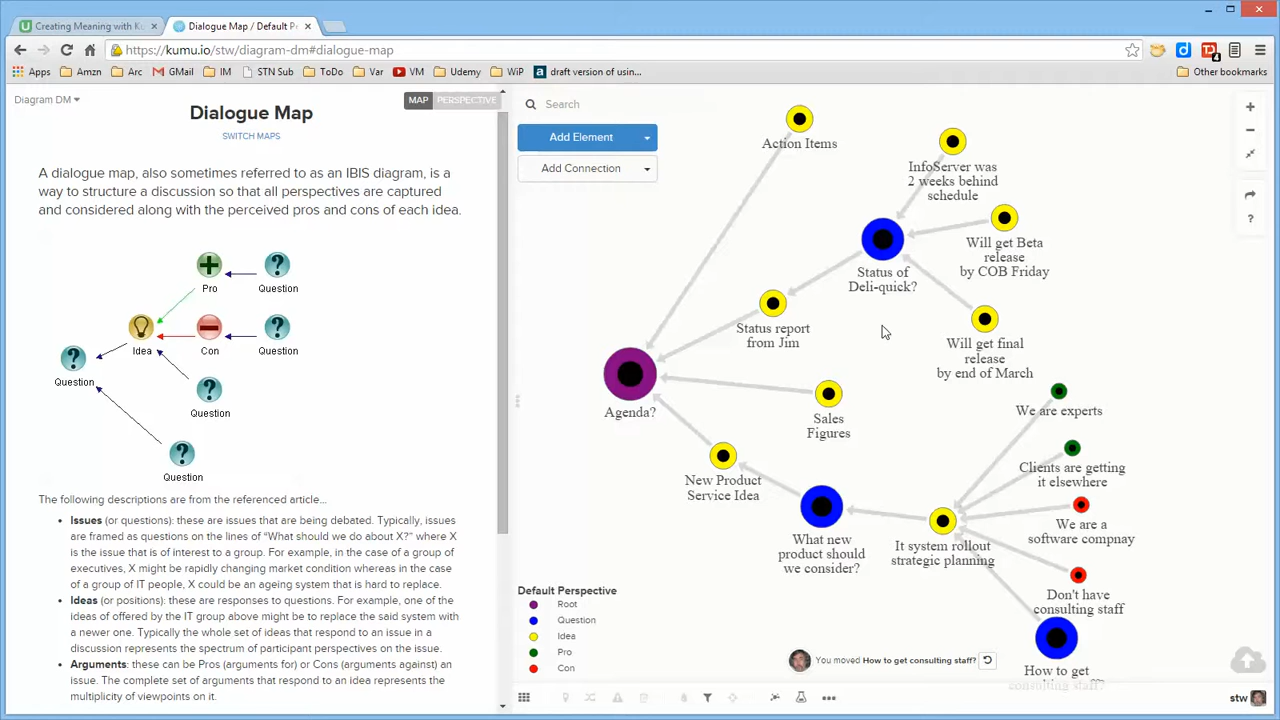 Creating Meaning with Ku
Dialogue Map / Default Pr
https://kumu.io/stw/diagram-dm#dialogue-map
Apps
Amzn
Arc
GMail
IM
STN Sub
ToDo
Var
VM
Udemy
WiP
draft version of usin...
Other bookmarks
Diagram DM
MAP
PERSPECTIVE
Dialogue Map
SWITCH MAPS
A dialogue map, also sometimes referred to as an IBIS diagram, is a
way to structure a discussion so that all perspectives are captured
and considered along with the perceived pros and cons of each idea.
Pro
Question
Idea
Con
Question
Question
Question
Question
The following descriptions are from the referenced article...
Issues (or questions): these are issues that are being debated. Typically, issues
are framed as questions on the lines of "What should we do about X?" where X
is the issue that is of interest to a group. For example, in the case of a group of
executives, X might be rapidly changing market condition whereas in the case
of a group of IT people, X could be an ageing system that is hard to replace.
Ideas (or positions): these are responses to questions. For example, one of the
ideas of offered by the IT group above might be to replace the said system with
a newer one. Typically the whole set of ideas that respond to an issue in a
discussion represents the spectrum of participant perspectives on the issue.
Arguments: these can be Pros (arguments for) or Cons (arguments against) an
issue. The complete set of arguments that respond to an idea represents the
multiplicity of viewpoints on it.
Search
Add Element
Add Connection
Action Items
InfoServer was
2 weeks behind
schedule
Will get Beta
release
by COB Friday
Status of
Deli-quick?
Status report
from Jim
Will get final
release
by end of March
Agenda?
Sales
Figures
We are experts
New Product
Service Idea
Clients are getting
it elsewhere
What new
product should
we consider?
It system rollout
strategic planning
We are a
software compnay
Don't have
consulting staff
How to get
consulting staff?
Default Perspective
Root
Question
Idea
Pro
Con
You moved How to get consulting staff?
stw
4